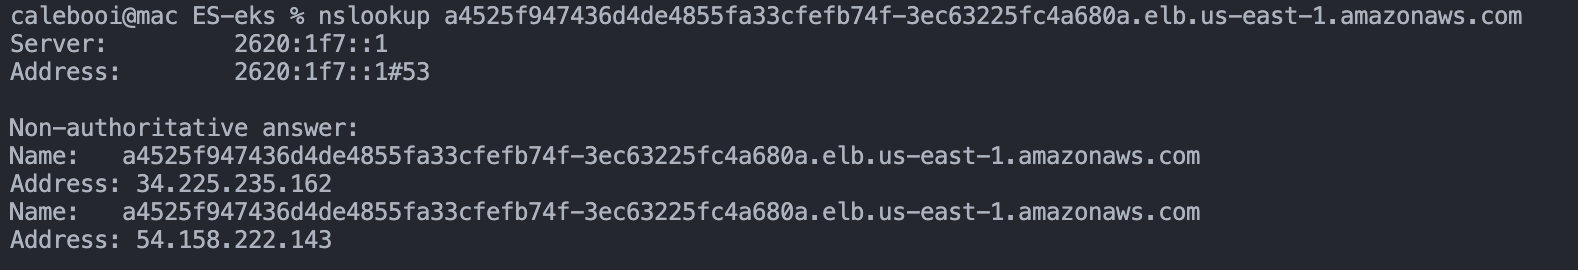 calebooi@mac ES-eks % nslookup a4525f947436d4de4855fa33cfefb74f-3ec63225fc4a680a.elb.us-east-1.amazonaws.com
Server: 2620:1f7::1
Address: 2620:1f7::1#53
Non-authoritative answer:
Name: a4525f947436d4de4855fa33cfefb74f-3ec63225fc4a680a.elb.us-east-1.amazonaws.com
Address: 34.225.235.162
Name: a4525f947436d4de4855fa33cfefb74f-3ec63225fc4a680a.elb.us-east-1.amazonaws.com
Address: 54.158.222.143